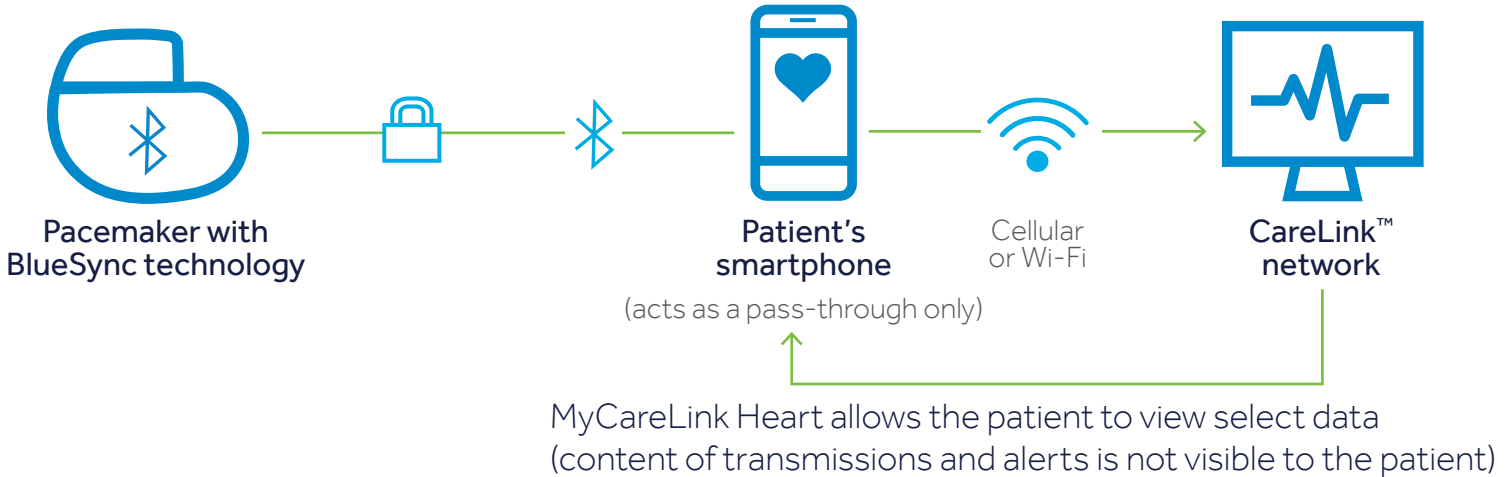 Pacemaker with
BlueSync technology
Patient's
smartphone
(acts as a pass-through only)
Cellular
or Wi-Fi
CareLink™
network
MyCareLink Heart allows the patient to view select data
(content of transmissions and alerts is not visible to the patient)